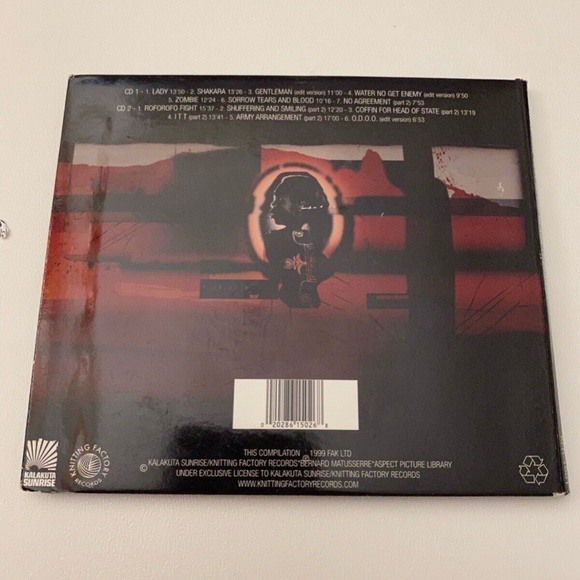 CD 1 - 1. LADY 13'50 - 2. SHAKARA 13'26 - 3. GENTLEMAN (edit version) 11'00 - 4. WATER NO GET ENEMY (edit version) 9'50
5. ZOMBIE 12'24 - 6. SORROW TEARS AND BLOOD 10'16 - 7. NO AGREEMENT (part 2) 7'53
CD 2 - 1. ROFOROFO FIGHT 15'37 - 2. SHUFFERING AND SMILING (part 2) 12'20 - 3. COFFIN FOR HEAD OF STATE (part 2) 13'19
4. I T T (part 2) 13'41 - 5. ARMY ARRANGEMENT (part 2) 17'00 - 6. O.D.O.O. (edit version) 6'53
0 20286 15026 8
KALAKUTA
SUNRISE
KNITTING FACTORY
RECORDS
THIS COMPILATION ℗ 1999 FAK LTD
© KALAKUTA SUNRISE/KNITTING FACTORY RECORDS"BERNARD MATUSSERRE"ASPECT PICTURE LIBRARY
UNDER EXCLUSIVE LICENSE TO KALAKUTA SUNRISE/KNITTING FACTORY RECORDS
WWW.KNITTINGFACTORYRECORDS.COM